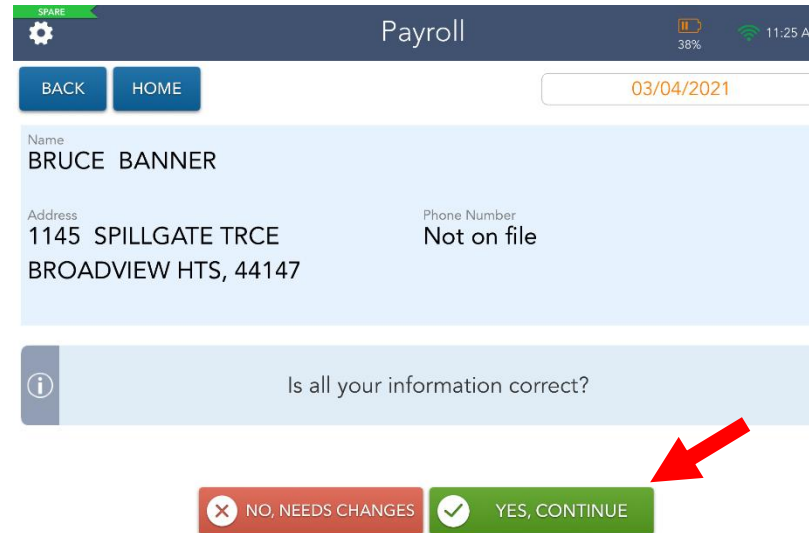 SPARE
Payroll
38%
11:25 A
BACK
HOME
03/04/2021
Name
BRUCE BANNER
Address
1145 SPILLGATE TRCE
BROADVIEW HTS, 44147
Phone Number
Not on file
Is all your information correct?
NO, NEEDS CHANGES
YES, CONTINUE